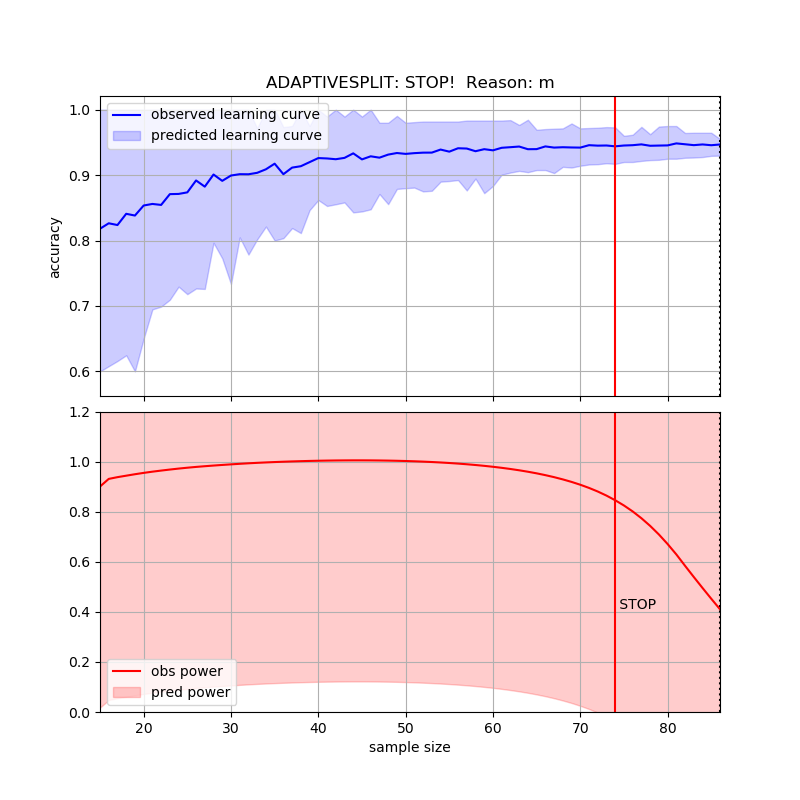 ADAPTIVESPLIT: STOP!  Reason: m
1.0
0.9
0.8
0.7
0.6
accuracy
observed learning curve
predicted learning curve
1.2
1.0
0.8
0.6
0.4
0.2
0.0
STOP
obs power
pred power
20
30
40
50
60
70
80
sample size